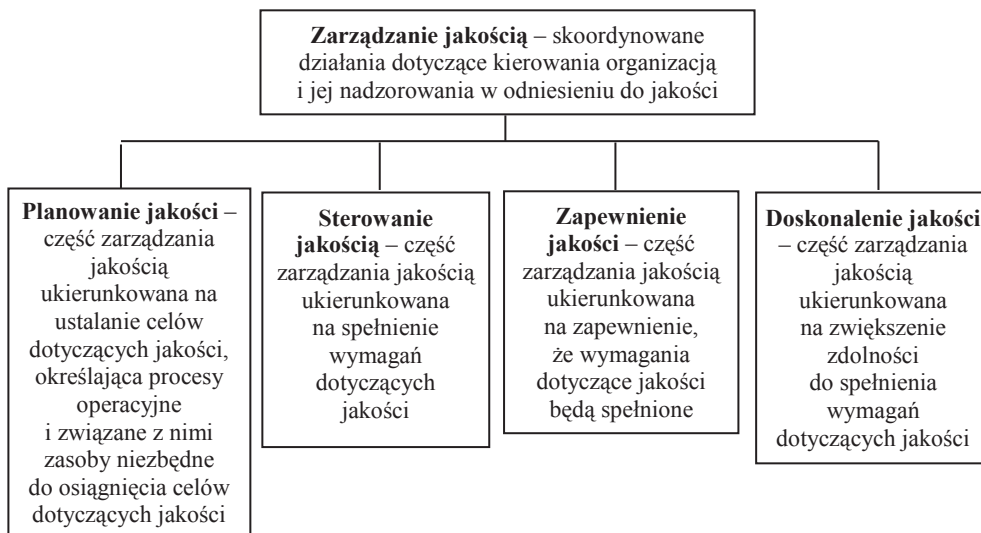 Zarządzanie jakością – skoordynowane
działania dotyczące kierowania organizacją
i jej nadzorowania w odniesieniu do jakości
Planowanie jakości –
część zarządzania
jakością
ukierunkowana na
ustalanie celów
dotyczących jakości,
określająca procesy
operacyjne
i związane z nimi
zasoby niezbędne
do osiągnięcia celów
dotyczących jakości
Sterowanie
jakością – część
zarządzania jakością
ukierunkowana
na spełnienie
wymagań
dotyczących
jakości
Zapewnienie
jakości – część
zarządzania jakością
ukierunkowana
na zapewnienie,
że wymagania
dotyczące jakości
będą spełnione
Doskonalenie jakości
– część zarządzania
jakością
ukierunkowana
na zwiększenie
zdolności
do spełnienia
wymagań
dotyczących jakości